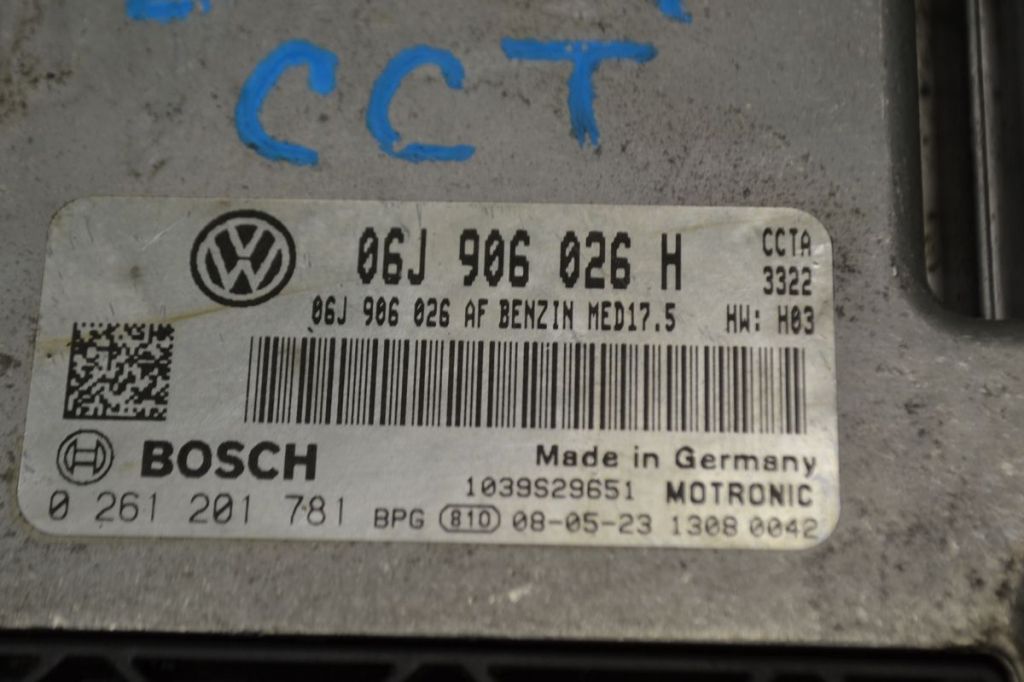 CCT
06J 906 026 H
CCTA
3322
06J 906 026 AF BENZIN MED17.5 HW: H03
BOSCH
Made in Germany
1039S29651 MOTRONIC
0 261 201 781 BPG 810 08-05-23 1308 0042